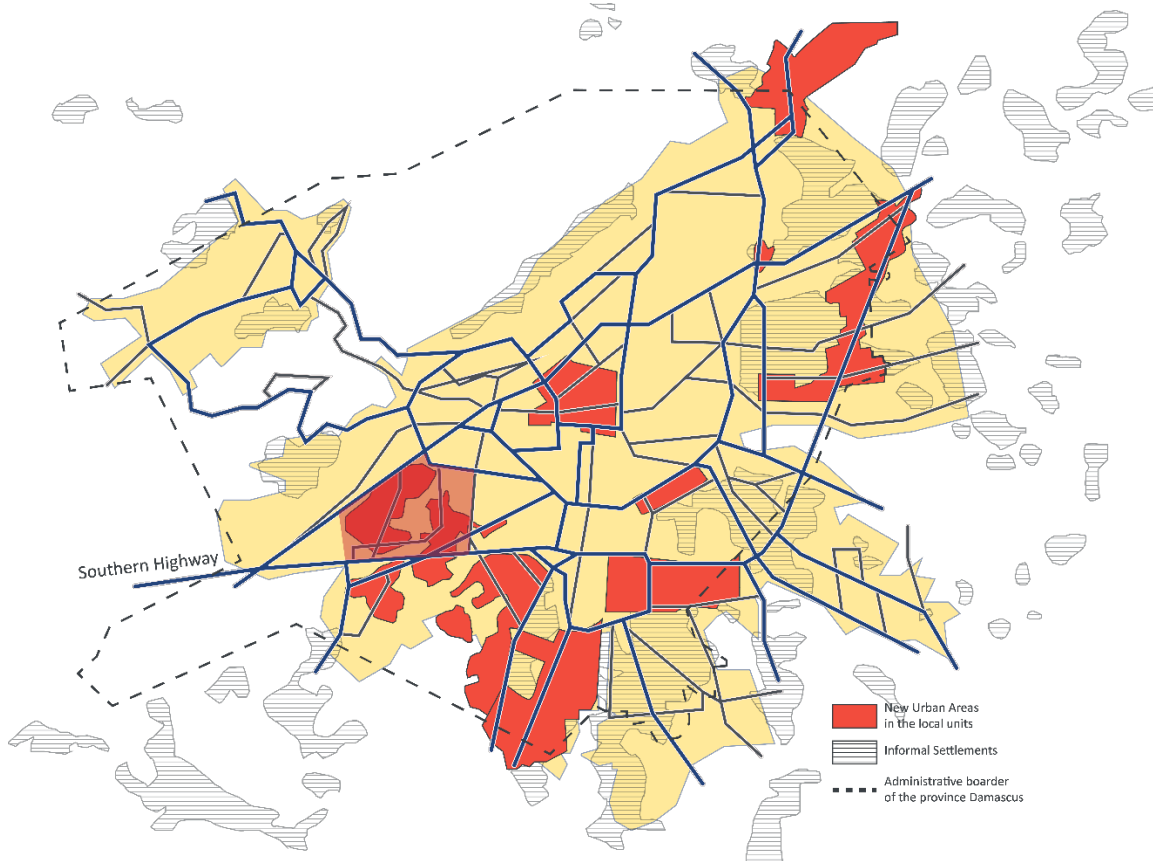 Southern Highway
New Urban Areas
in the local units
Informal Settlements
Administrative boarder
of the province Damascus